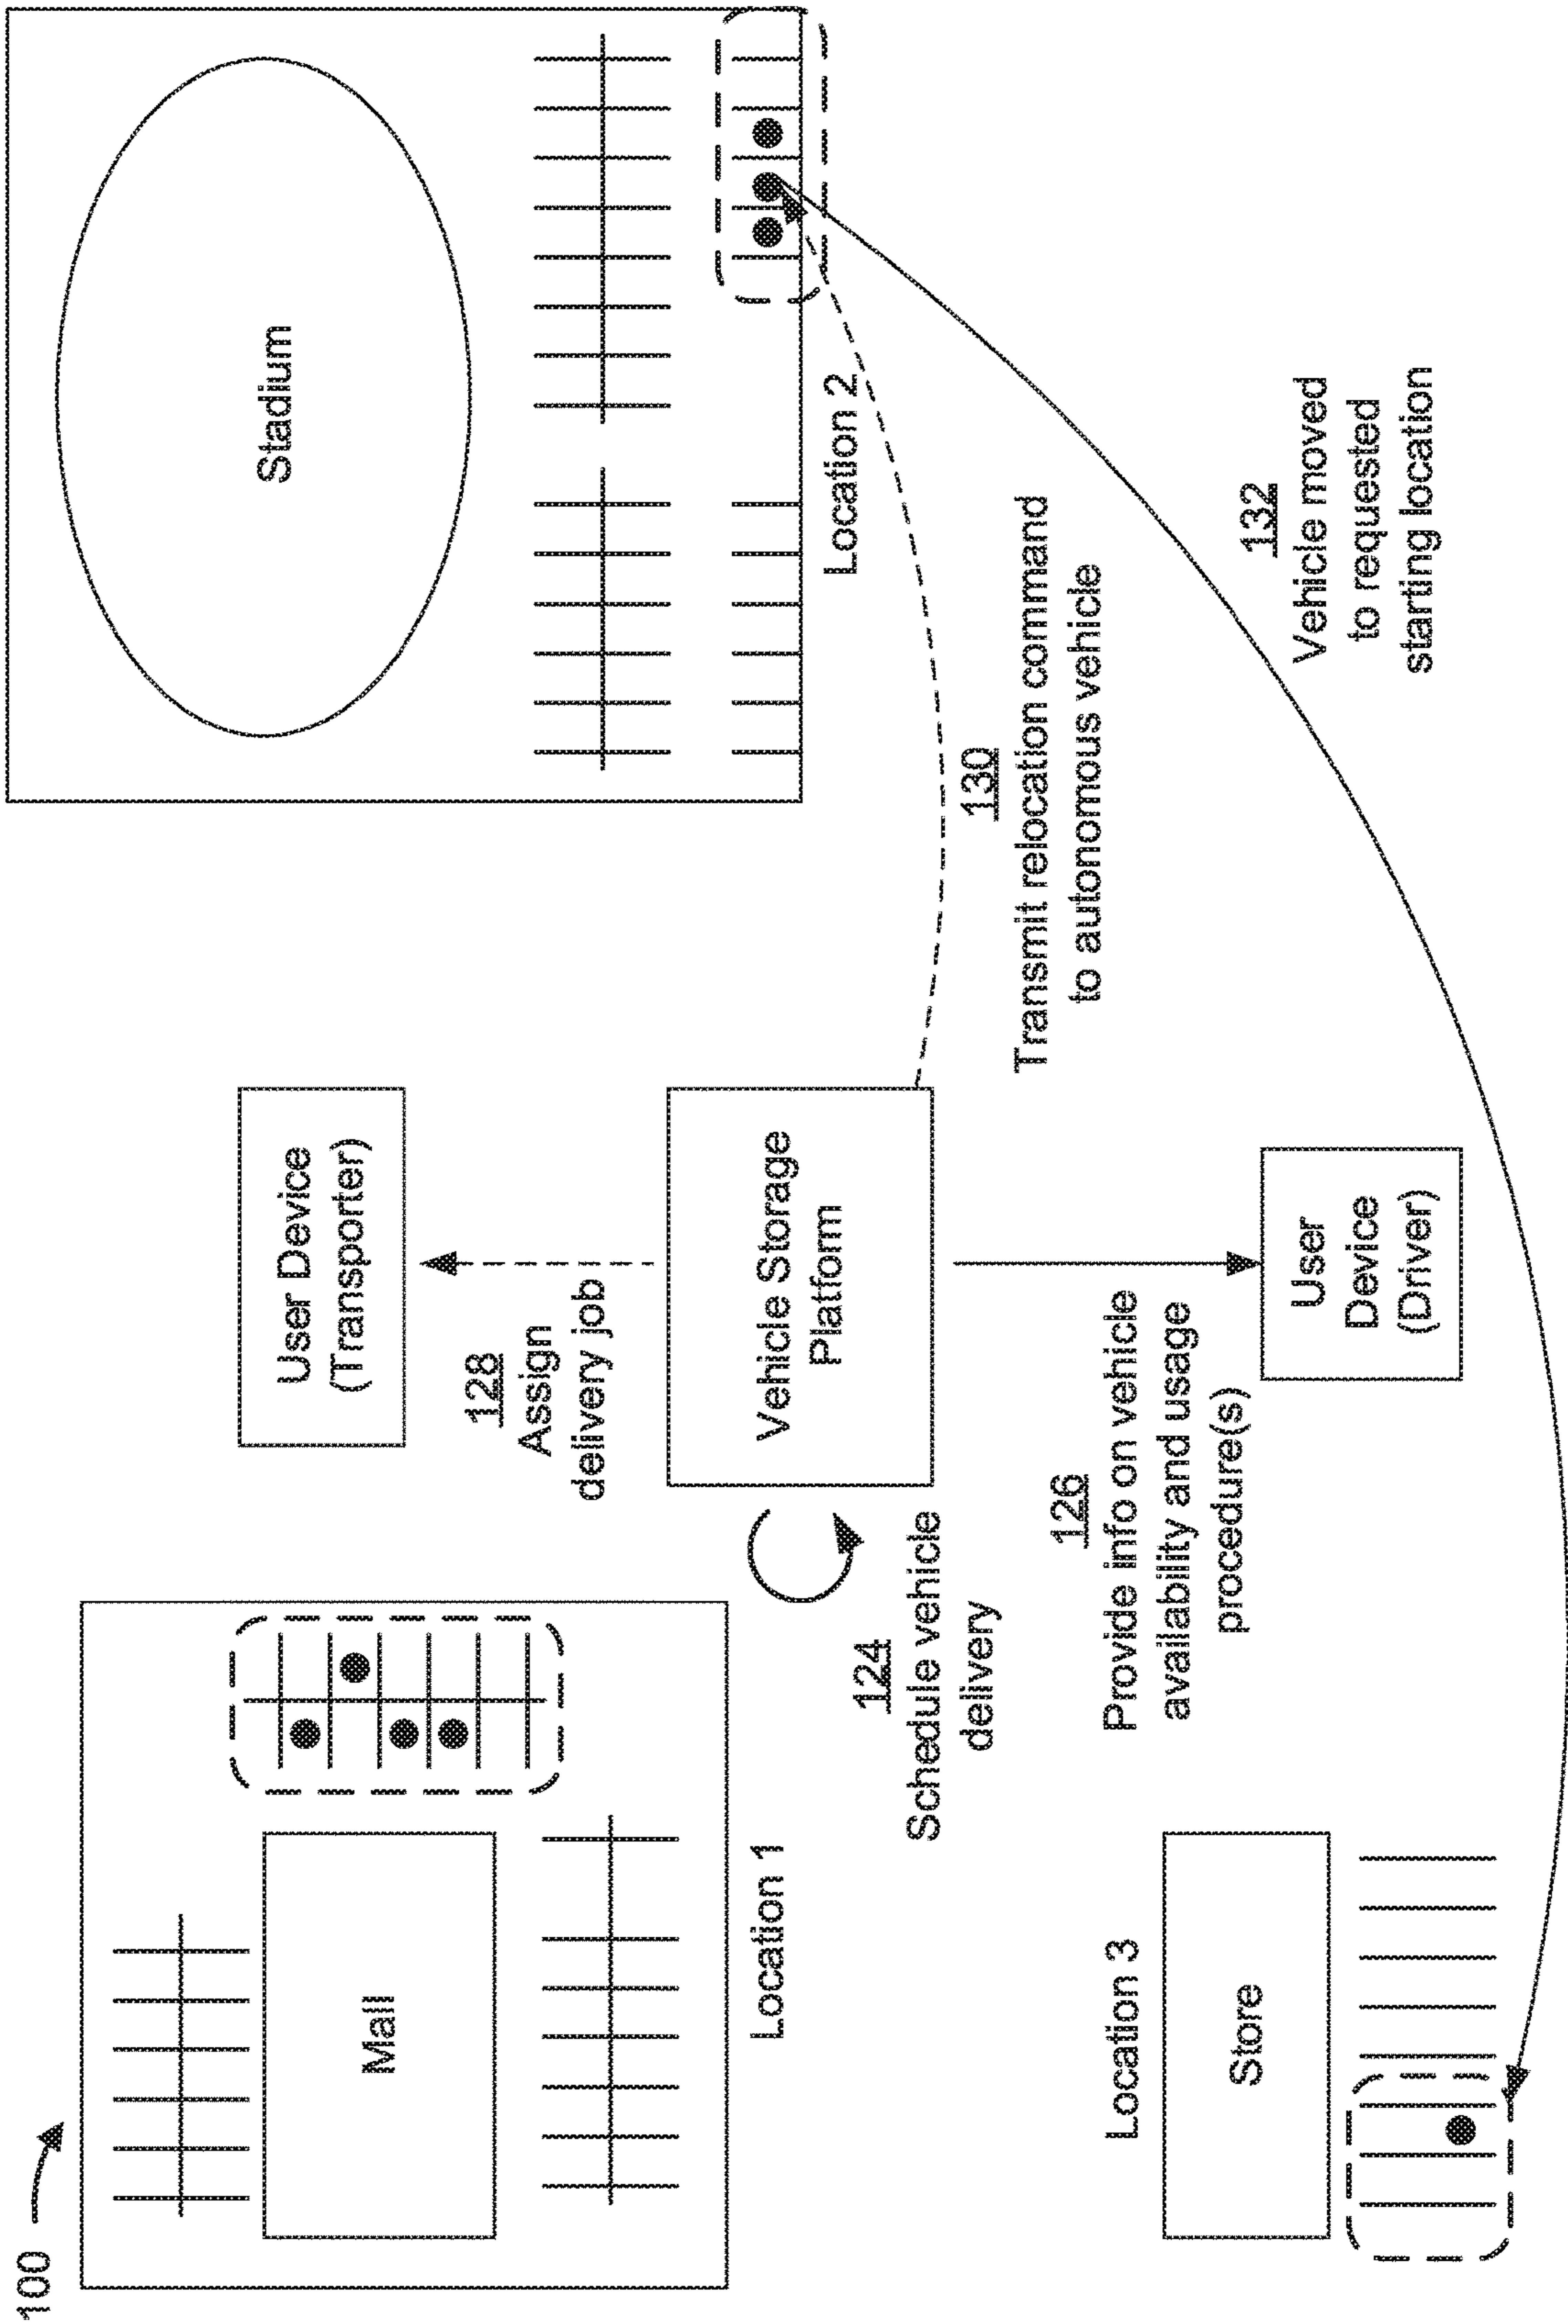 100
Mall
Location 1
Stadium
Location 2
User Device
(Transporter)
128
Assign
delivery job
Vehicle Storage
Platform
124
Schedule vehicle
delivery
126
Provide info on vehicle
availability and usage
procedure(s)
130
Transmit relocation command
to autonomous vehicle
132
Vehicle moved
to requested
starting location
Location 3
Store
User
Device
(Driver)